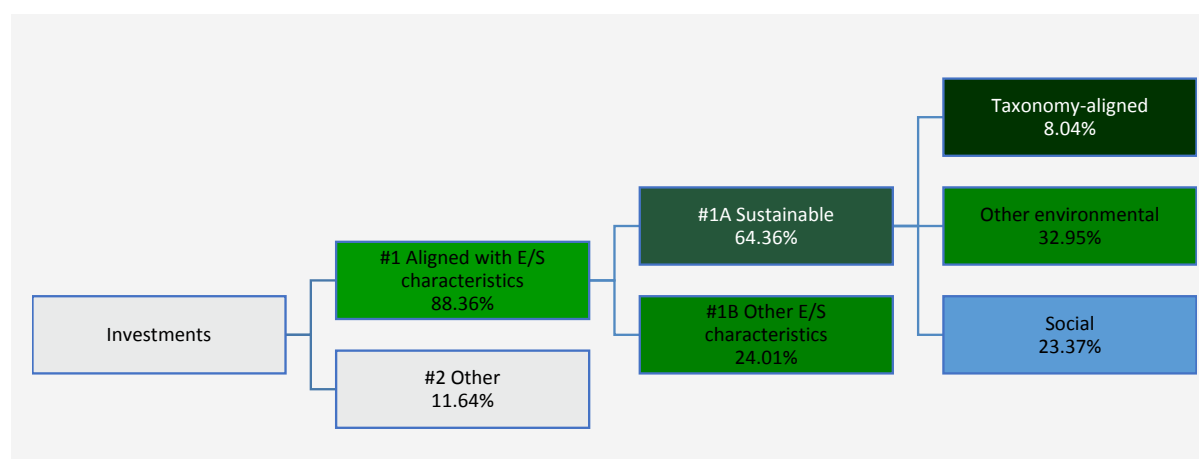 Investments
#1 Aligned with E/S
characteristics
88.36%
#2 Other
11.64%
#1A Sustainable
64.36%
#1B Other E/S
characteristics
24.01%
Taxonomy-aligned
8.04%
Other environmental
32.95%
Social
23.37%